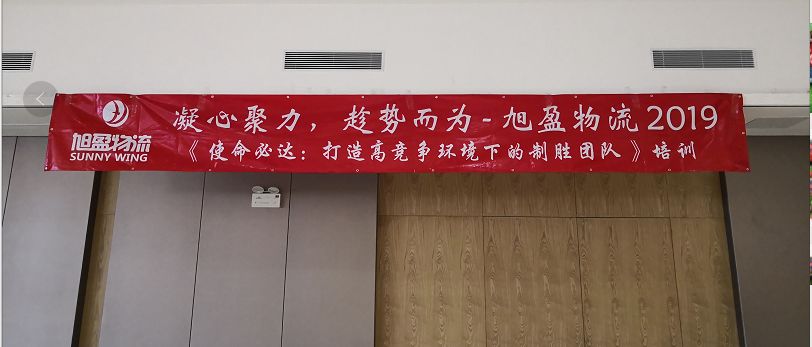 凝心聚力，趁势而为-旭盈物流2019
旭盈物流
SUNNY WING
《使命必达：打造高竞争环境下的制胜团队》培训